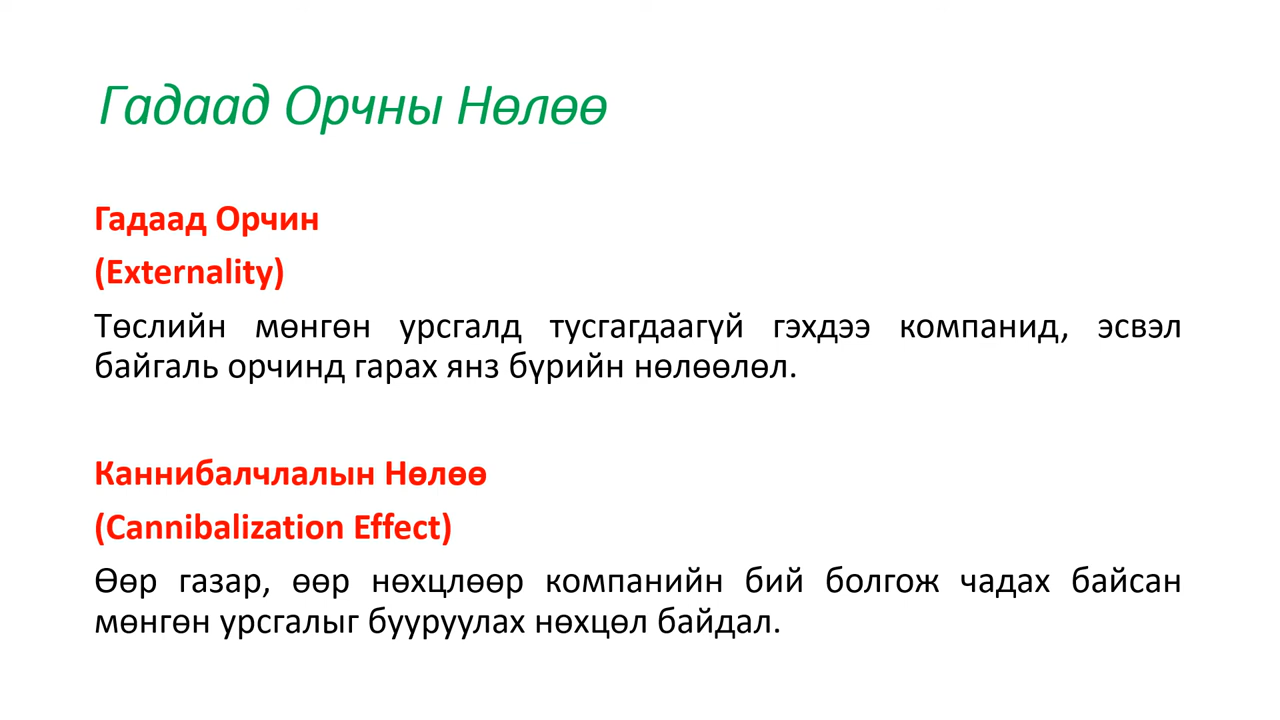 Гадаад Орчны Нөлөө
Гадаад Орчин
(Externality)
Төслийн мөнгөн урсгалд тусгагдаагүй гэхдээ компанид, эсвэл
байгаль орчинд гарах янз бүрийн нөлөөлөл.
Каннибалчлалын Нөлөө
(Cannibalization Effect)
Өөр газар, өөр нөхцлөөр компанийн бий болгож чадах байсан
мөнгөн урсгалыг бууруулах нөхцөл байдал.